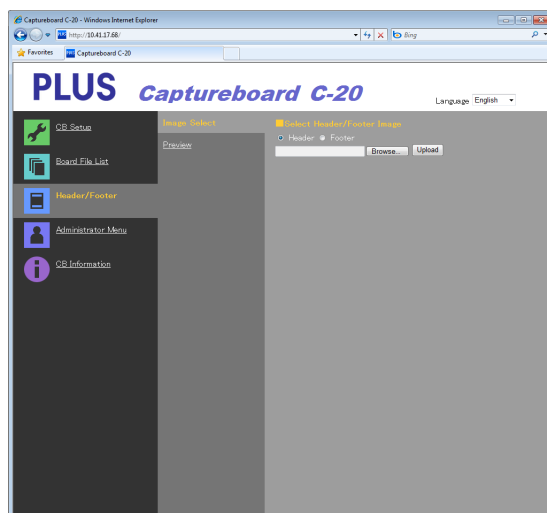 Captureboard C-20 - Windows Internet Explorer
http://10.41.17.68/
Bing
Favorites
PLUS
Captureboard C-20
PLUS Captureboard C-20
Language English
CB Setup
Board File List
Header/Footer
Administrator Menu
CB Information
Image Select
Preview
Select Header/Footer Image
Header Footer
Browse... Upload